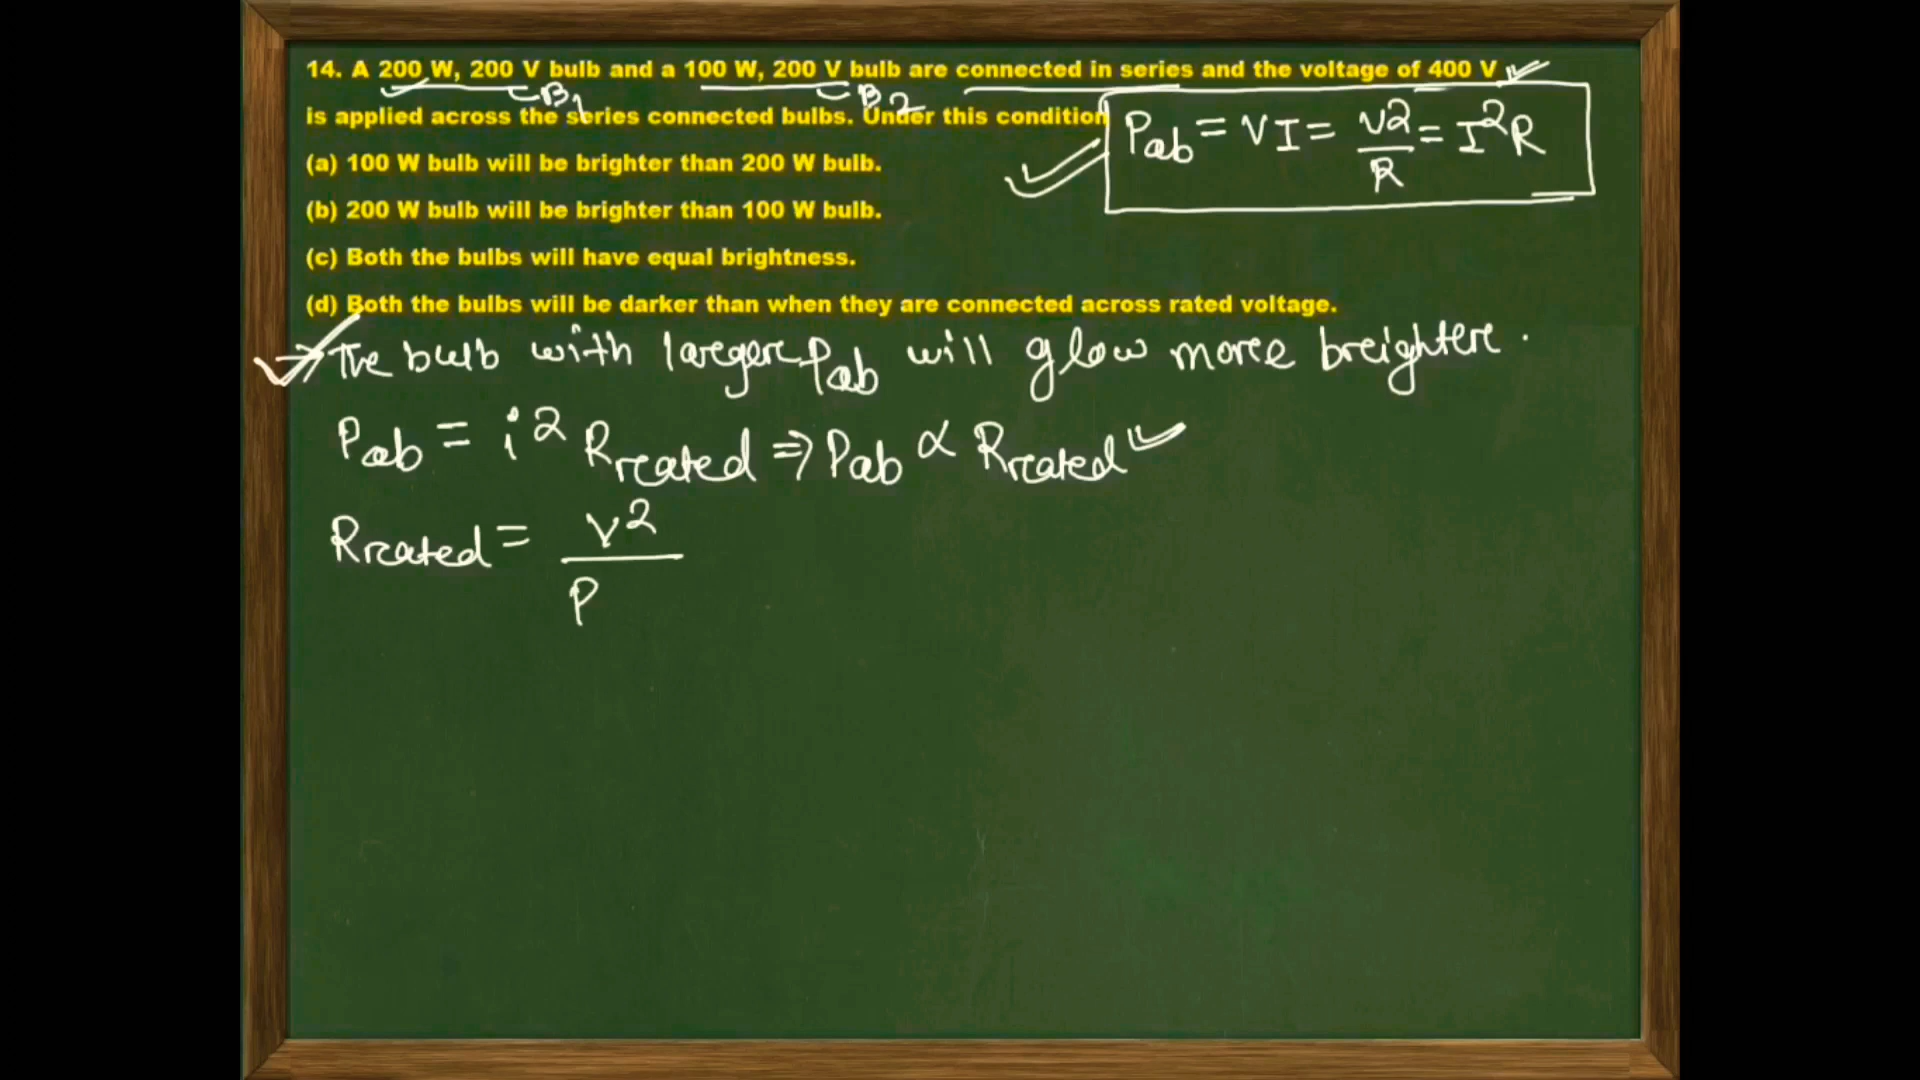 14. A 200 W, 200 V bulb and a 100 W, 200 V bulb are connected in series and the voltage of 400 V
B1 B2
is applied across the series connected bulbs. Under this condition
Pab = VI = V2/R = I2R
(a) 100 W bulb will be brighter than 200 W bulb.
(b) 200 W bulb will be brighter than 100 W bulb.
(c) Both the bulbs will have equal brightness.
(d) Both the bulbs will be darker than when they are connected across rated voltage.
The bulb with larger Pab will glow more brighter.
Pab = i2 Rrated ⇒ Pab ∝ Rrated
Rrated = V2/P